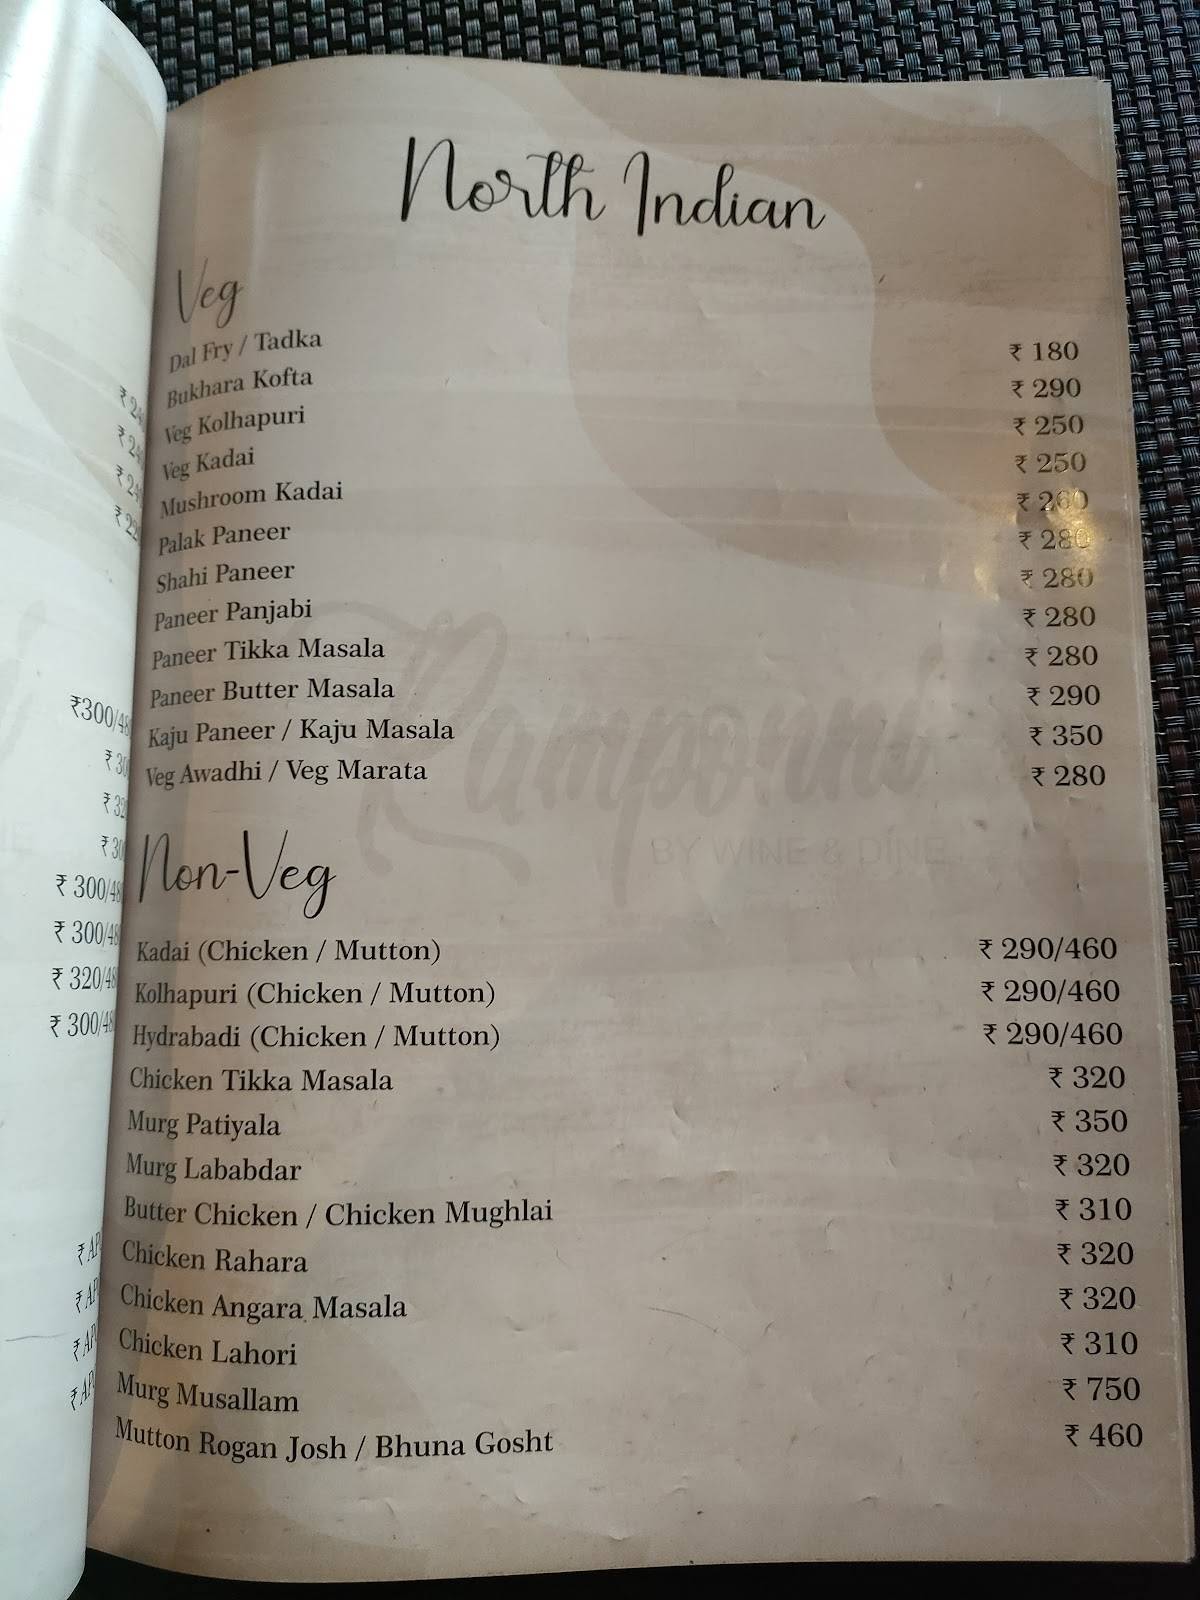 North Indian
Veg
Dal Fry / Tadka ₹ 180
Bukhara Kofta ₹ 290
Veg Kolhapuri ₹ 250
Veg Kadai ₹ 250
Mushroom Kadai ₹ 260
Palak Paneer ₹ 280
Shahi Paneer ₹ 280
Paneer Panjabi ₹ 280
Paneer Tikka Masala ₹ 280
Paneer Butter Masala ₹ 290
Kaju Paneer / Kaju Masala ₹ 350
Veg Awadhi / Veg Marata ₹ 280
BY WINE & DINE
Non-Veg
Kadai (Chicken / Mutton) ₹ 290/460
Kolhapuri (Chicken / Mutton) ₹ 290/460
Hydrabadi (Chicken / Mutton) ₹ 290/460
Chicken Tikka Masala ₹ 320
Murg Patiyala ₹ 350
Murg Lababdar ₹ 320
Butter Chicken / Chicken Mughlai ₹ 310
Chicken Rahara ₹ 320
Chicken Angara Masala ₹ 320
Chicken Lahori ₹ 310
Murg Musallam ₹ 750
Mutton Rogan Josh / Bhuna Gosht ₹ 460